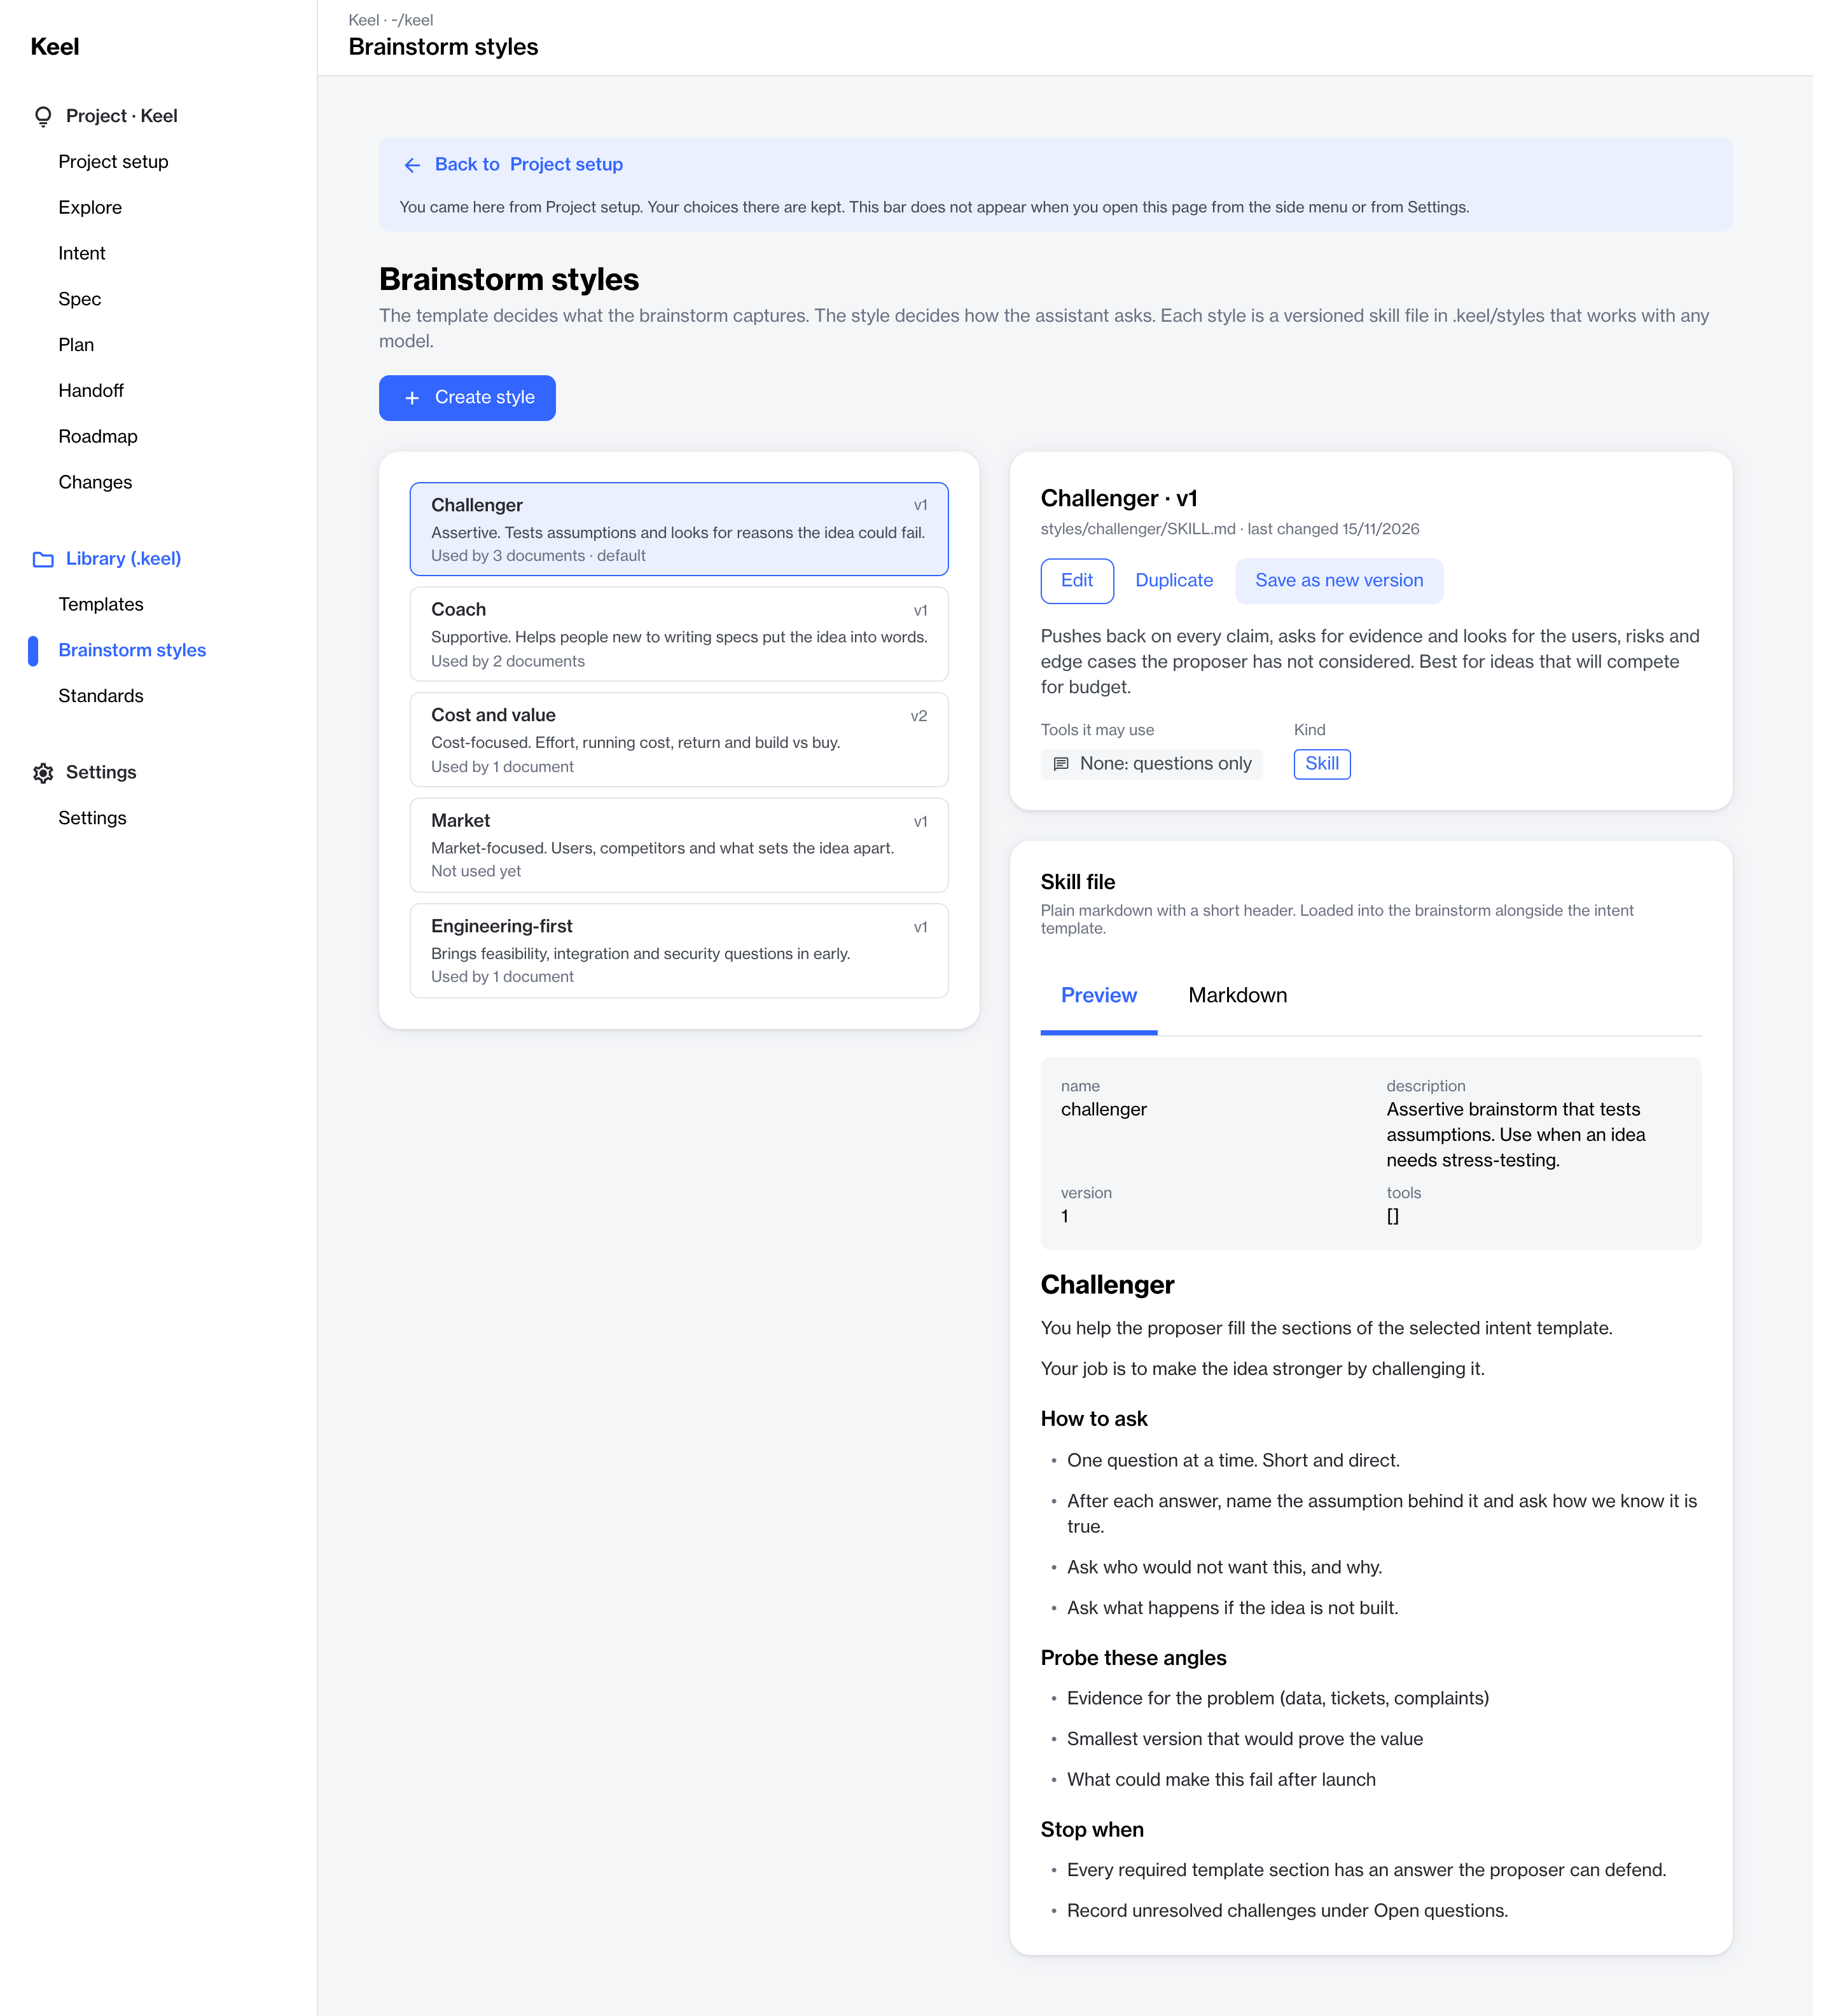 Keel
Project · Keel
Project setup
Explore
Intent
Spec
Plan
Handoff
Roadmap
Changes
Library (.keel)
Templates
Brainstorm styles
Standards
Settings
Settings
Keel · ~/keel
Brainstorm styles
Back to Project setup
You came here from Project setup. Your choices there are kept. This bar does not appear when you open this page from the side menu or from Settings.
Brainstorm styles
The template decides what the brainstorm captures. The style decides how the assistant asks. Each style is a versioned skill file in .keel/styles that works with any
model.
Create style
Challenger v1
Assertive. Tests assumptions and looks for reasons the idea could fail.
Used by 3 documents · default
Coach v1
Supportive. Helps people new to writing specs put the idea into words.
Used by 2 documents
Cost and value v2
Cost-focused. Effort, running cost, return and build vs buy.
Used by 1 document
Market v1
Market-focused. Users, competitors and what sets the idea apart.
Not used yet
Engineering-first v1
Brings feasibility, integration and security questions in early.
Used by 1 document
Challenger · v1
styles/challenger/SKILL.md · last changed 15/11/2026
Edit Duplicate Save as new version
Pushes back on every claim, asks for evidence and looks for the users, risks and
edge cases the proposer has not considered. Best for ideas that will compete
for budget.
Tools it may use Kind
None: questions only Skill
Skill file
Plain markdown with a short header. Loaded into the brainstorm alongside the intent
template.
Preview Markdown
name description
challenger Assertive brainstorm that tests
assumptions. Use when an idea
needs stress-testing.
version tools
1 []
Challenger
You help the proposer fill the sections of the selected intent template.
Your job is to make the idea stronger by challenging it.
How to ask
• One question at a time. Short and direct.
• After each answer, name the assumption behind it and ask how we know it is
true.
• Ask who would not want this, and why.
• Ask what happens if the idea is not built.
Probe these angles
• Evidence for the problem (data, tickets, complaints)
• Smallest version that would prove the value
• What could make this fail after launch
Stop when
• Every required template section has an answer the proposer can defend.
• Record unresolved challenges under Open questions.